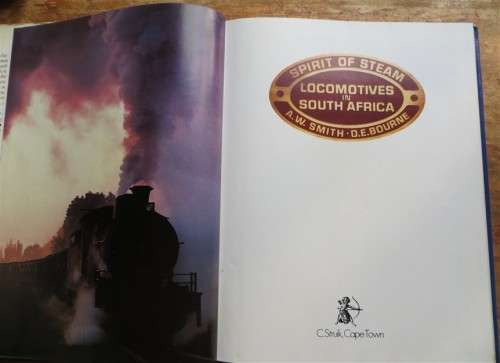 SPIRIT OF STEAM
LOCOMOTIVES
IN
SOUTH AFRICA
A.W. SMITH · D.E. BOURNE
C. Struik, Cape Town